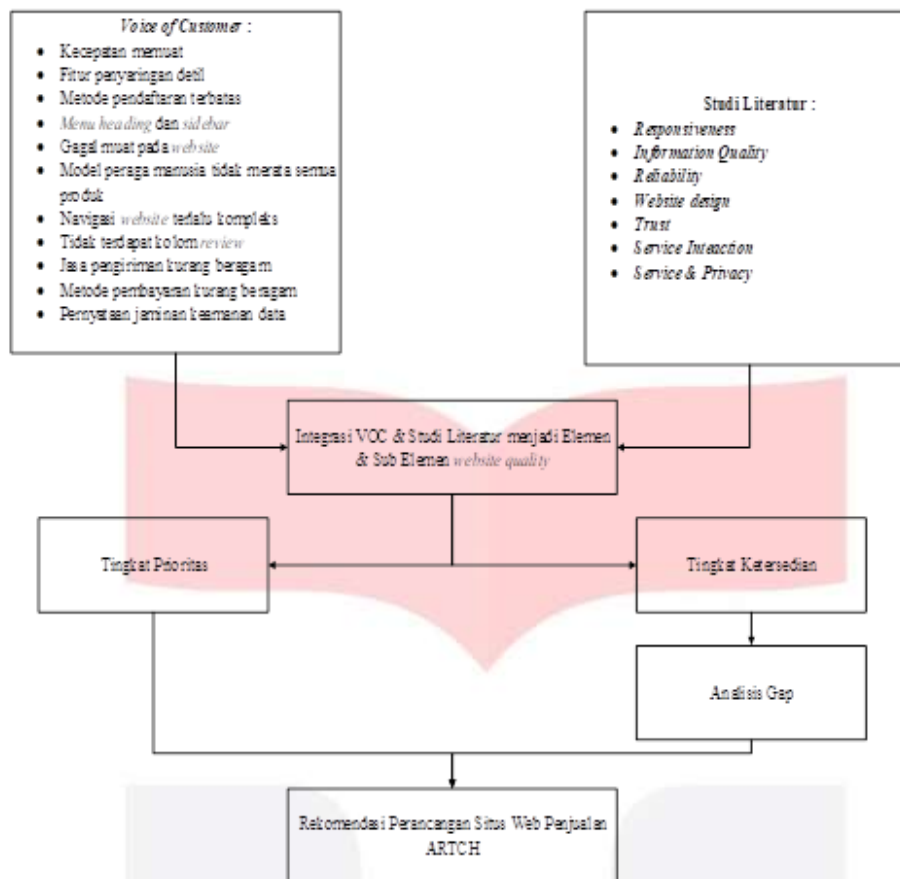 Voice of Customer :
• Kecepatan memuat
• Fitur penyaringan detil
• Metode pendaftaran terbatas
• Menu heading dan sidebar
• Gagal muat pada website
• Model peraga manusia tidak merata semua
produk
• Navigasi website terlalu kompleks
• Tidak terdapat kolom review
• Jasa pengiriman kurang beragam
• Metode pembayaran kurang beragam
• Pernyataan jaminan keamanan data
Studi Literatur :
• Responsiveness
• Information Quality
• Reliability
• Website design
• Trust
• Service Inteaction
• Service & Privacy
Integrasi VOC & Studi Literatur menjadi Elemen
& Sub Elemen website quality
Tingkat Prioritas
Tingkat Ketersedian
Analisis Gap
Rekomendasi Perancangan Situs Web Penjualan
ARTCH